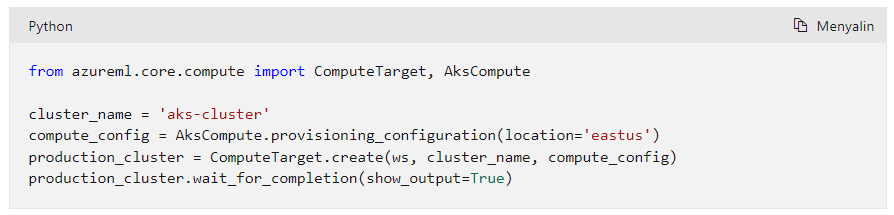 Python
Menyalin
from azureml.core.compute import ComputeTarget, AksCompute
cluster_name = 'aks-cluster'
compute_config = AksCompute.provisioning_configuration(location='eastus')
production_cluster = ComputeTarget.create(ws, cluster_name, compute_config)
production_cluster.wait_for_completion(show_output=True)